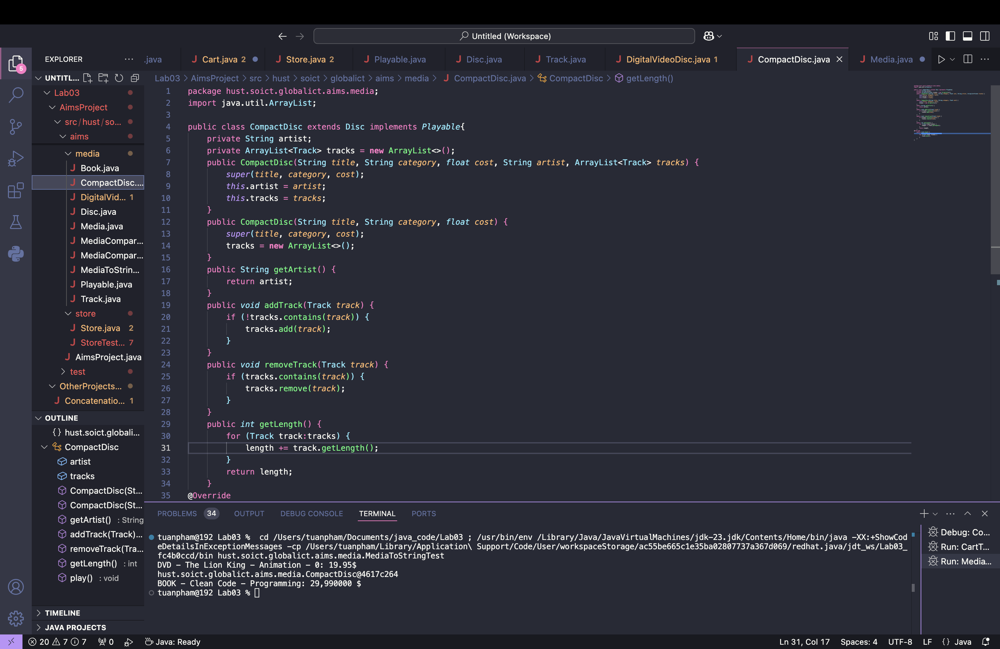 Untitled (Workspace)
EXPLORER
.java
Cart.java 2
Store.java 2
Playable.java
Disc.java
Track.java
DigitalVideoDisc.java 1
CompactDisc.java
Media.java
5
UNTITL...
Lab03
AimsProject
src/hust/so...
aims
media
Book.java
CompactDisc....
DigitalVid... 1
Disc.java
Media.java
MediaCompar...
MediaCompar...
MediaToStrin...
Playable.java
Track.java
store
Store.java 2
StoreTest... 7
AimsProject.java
test
OtherProjects...
Concatenatio... 1
OUTLINE
{} hust.soict.globali...
CompactDisc
artist
tracks
CompactDisc(St...
CompactDisc(St...
getArtist() : String
addTrack(Track)...
removeTrack(Tra...
getLength() : int
play() : void
TIMELINE
JAVA PROJECTS
Lab03 > AimsProject > src > hust > soict > globalict > aims > media > CompactDisc.java > CompactDisc > getLength()
1 package hust.soict.globalict.aims.media;
2 import java.util.ArrayList;
3
4 public class CompactDisc extends Disc implements Playable{
5 private String artist;
6 private ArrayList<Track> tracks = new ArrayList<>();
7 public CompactDisc(String title, String category, float cost, String artist, ArrayList<Track> tracks) {
8 super(title, category, cost);
9 this.artist = artist;
10 this.tracks = tracks;
11 }
12 public CompactDisc(String title, String category, float cost) {
13 super(title, category, cost);
14 tracks = new ArrayList<>();
15 }
16 public String getArtist() {
17 return artist;
18 }
19 public void addTrack(Track track) {
20 if (!tracks.contains(track)) {
21 tracks.add(track);
22 }
23 }
24 public void removeTrack(Track track) {
25 if (tracks.contains(track)) {
26 tracks.remove(track);
27 }
28 }
29 public int getLength() {
30 for (Track track:tracks) {
31 length += track.getLength();
32 }
33 return length;
34 }
35 @Override
PROBLEMS 34 OUTPUT DEBUG CONSOLE TERMINAL PORTS
tuanpham@192 Lab03 %  cd /Users/tuanpham/Documents/java_code/Lab03 ; /usr/bin/env /Library/Java/JavaVirtualMachines/jdk-23.jdk/Contents/Home/bin/java -XX:+ShowCod
eDetailsInExceptionMessages -cp /Users/tuanpham/Library/Application\ Support/Code/User/workspaceStorage/ac55be665c1e35ba02807737a367d069/redhat.java/jdt_ws/Lab03_
fc4b0ccd/bin hust.soict.globalict.aims.media.MediaToStringTest
DVD - The Lion King - Animation - 0: 19.95$
hust.soict.globalict.aims.media.CompactDisc@4617c264
BOOK - Clean Code - Programming: 29,990000 $
tuanpham@192 Lab03 %
Debug: Co...
Run: CartT...
Run: Media...
20 7 7 0 Java: Ready
Ln 31, Col 17 Spaces: 4 UTF-8 LF {} Java